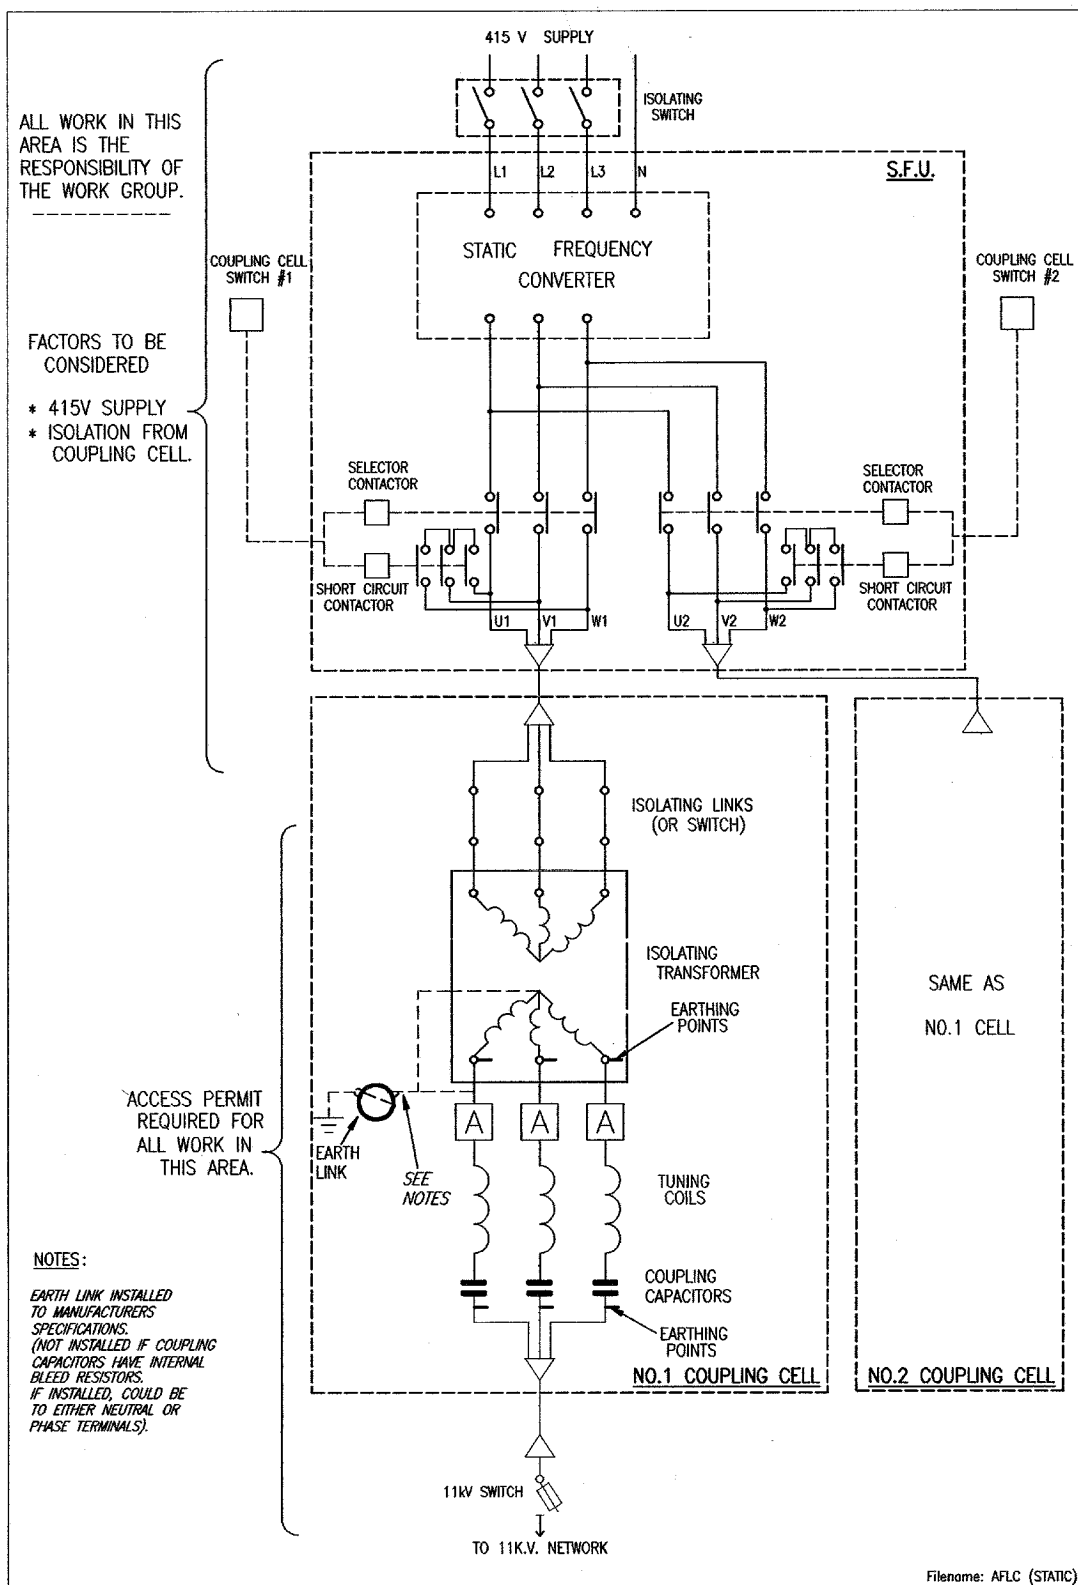 415 V SUPPLY
ALL WORK IN THIS
AREA IS THE
RESPONSIBILITY OF
THE WORK GROUP.
ISOLATING
SWITCH
L1 L2 L3 N
S.F.U.
STATIC FREQUENCY
CONVERTER
COUPLING CELL
SWITCH #1
COUPLING CELL
SWITCH #2
FACTORS TO BE
CONSIDERED
* 415V SUPPLY
* ISOLATION FROM
COUPLING CELL.
SELECTOR
CONTACTOR
SELECTOR
CONTACTOR
SHORT CIRCUIT
CONTACTOR
SHORT CIRCUIT
CONTACTOR
U1 V1 W1 U2 V2 W2
ISOLATING LINKS
(OR SWITCH)
ISOLATING
TRANSFORMER
EARTHING
POINTS
SAME AS
NO.1 CELL
ACCESS PERMIT
REQUIRED FOR
ALL WORK IN
THIS AREA.
EARTH
LINK
SEE
NOTES
A A A
TUNING
COILS
COUPLING
CAPACITORS
EARTHING
POINTS
NO.1 COUPLING CELL
NO.2 COUPLING CELL
NOTES:
EARTH LINK INSTALLED
TO MANUFACTURERS
SPECIFICATIONS.
(NOT INSTALLED IF COUPLING
CAPACITORS HAVE INTERNAL
BLEED RESISTORS.
IF INSTALLED, COULD BE
TO EITHER NEUTRAL OR
PHASE TERMINALS).
11kV SWITCH
TO 11K.V. NETWORK
Filename: AFLC (STATIC)